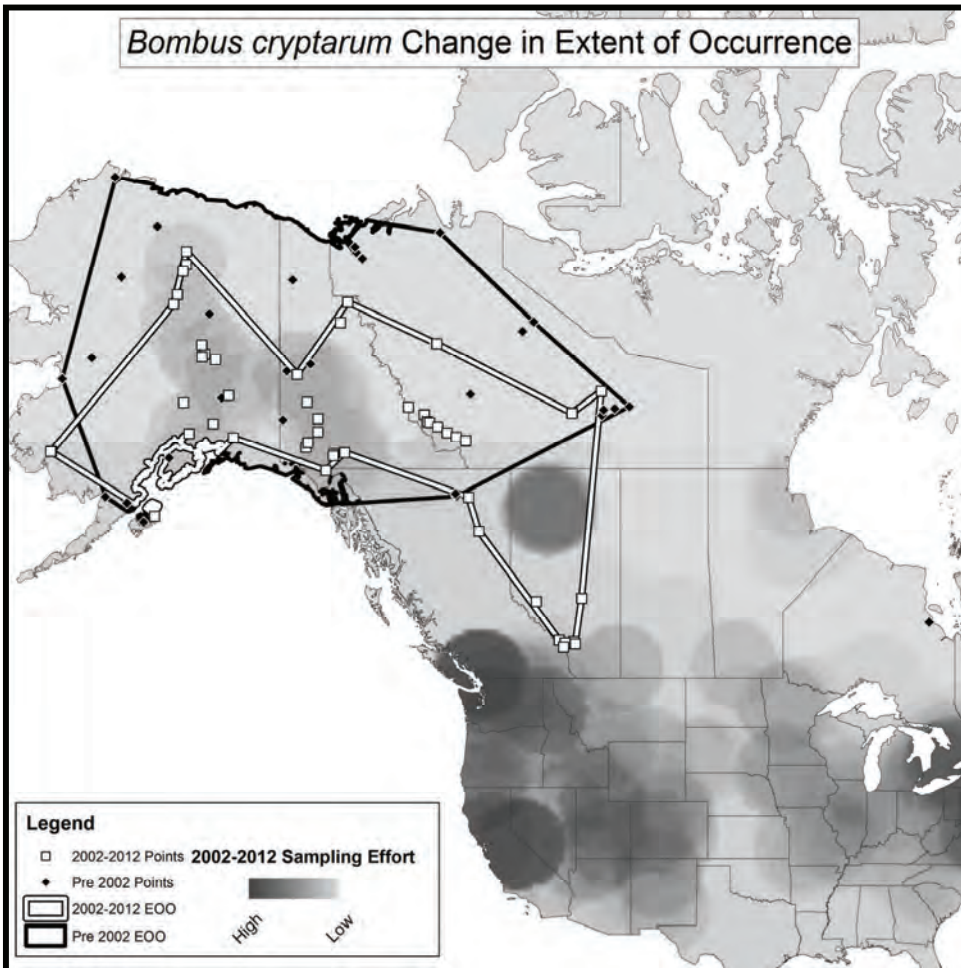 Bombus cryptarum Change in Extent of Occurrence
Legend
2002-2012 Points
Pre 2002 Points
2002-2012 EOO
Pre 2002 EOO
2002-2012 Sampling Effort
High
Low